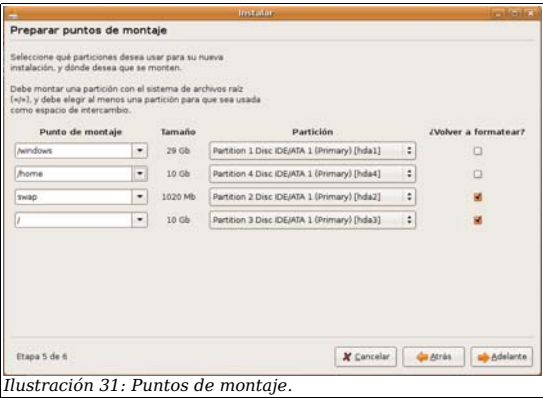 Instalar
Preparar puntos de montaje
Seleccione qué particiones desea usar para su nueva
instalación, y dónde desea que se monten.
Debe montar una partición con el sistema de archivos raíz
(«/»), y debe elegir al menos una partición para que sea usada
como espacio de intercambio.
Punto de montaje Tamaño Partición ¿Volver a formatear?
/windows 29 Gb Partition 1 Disc IDE/ATA 1 (Primary) [hda1]
/home 10 Gb Partition 4 Disc IDE/ATA 1 (Primary) [hda4]
swap 1020 Mb Partition 2 Disc IDE/ATA 1 (Primary) [hda2]
/ 10 Gb Partition 3 Disc IDE/ATA 1 (Primary) [hda3]
Etapa 5 de 6 Cancelar Atrás Adelante
Ilustración 31: Puntos de montaje.